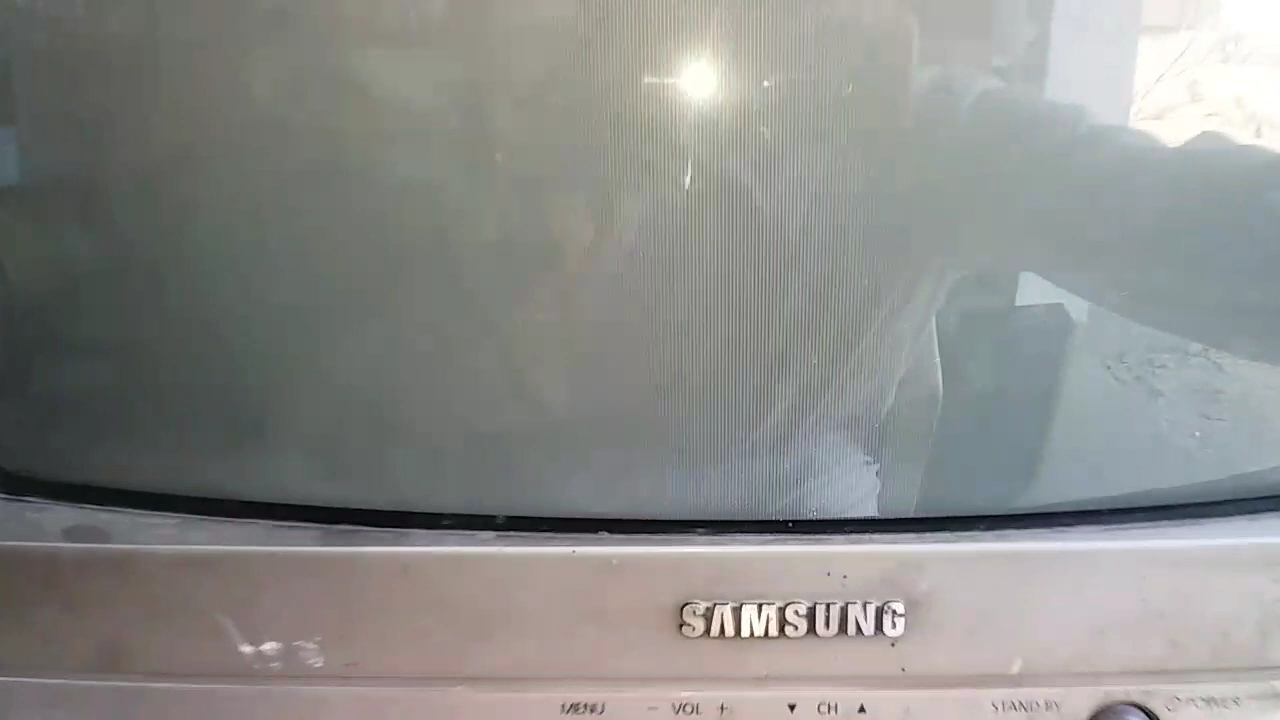 SAMSUNG
MENU − VOL + ▼ CH ▲ STAND BY POWER